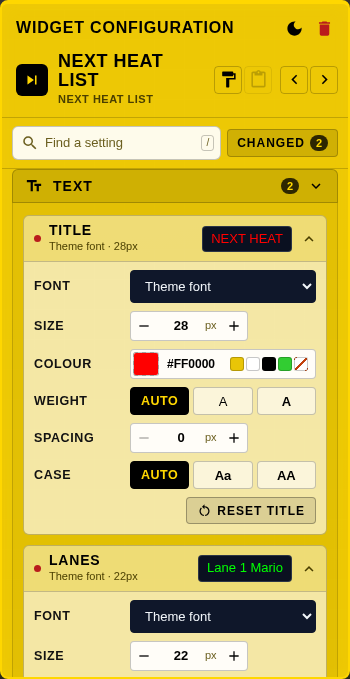 WIDGET CONFIGURATION
NEXT HEAT
LIST
NEXT HEAT LIST
Find a setting /
CHANGED 2
TEXT 2
TITLE
Theme font · 28px
NEXT HEAT
FONT Theme font
SIZE − 28 px +
COLOUR #FF0000
WEIGHT AUTO A A
SPACING − 0 px +
CASE AUTO Aa AA
RESET TITLE
LANES
Theme font · 22px
Lane 1 Mario
FONT Theme font
SIZE − 22 px +